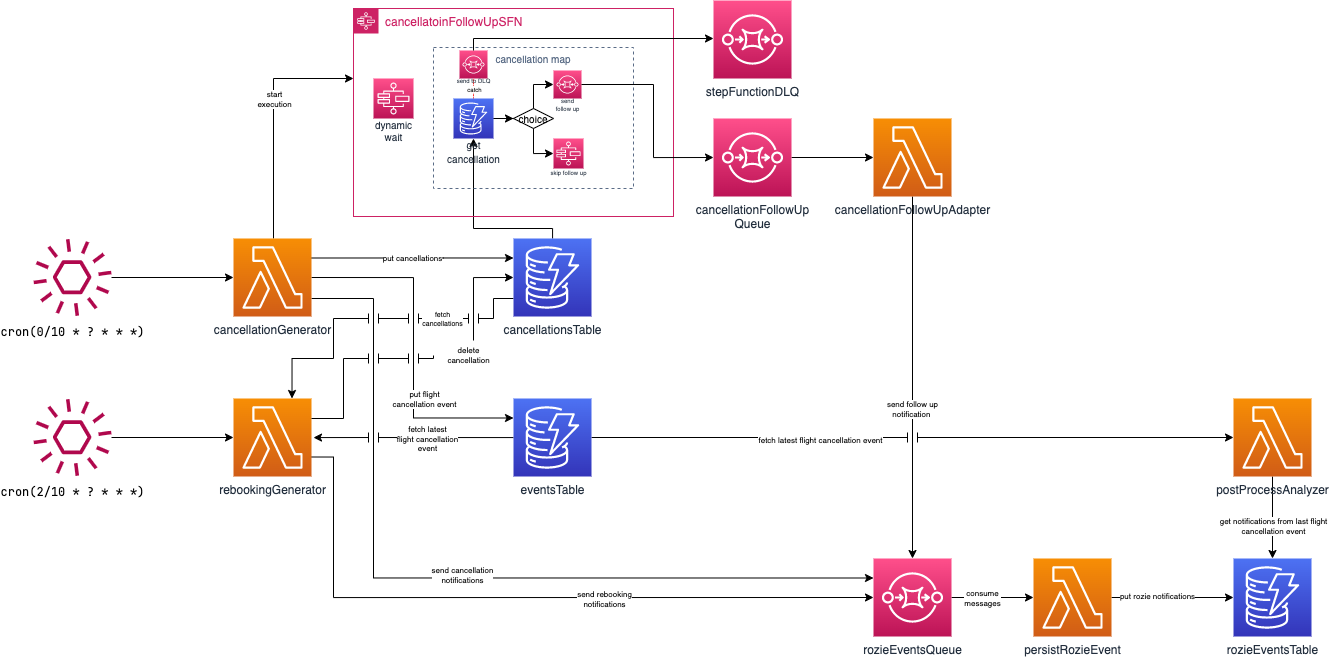 cancellatoinFollowUpSFN
cancellation map
send tp DLQ
catch
send
follow up
start
execution
dynamic
wait
choice
get
cancellation
skip follow up
stepFunctionDLQ
cancellationFollowUp
Queue
cancellationFollowUpAdapter
put cancellations
cron(0/10 * ? * * *)
cancellationGenerator
fetch
cancellations
cancellationsTable
delete
cancellation
put flight
cancellation event
send follow up
notification
fetch latest
flight cancellation
event
fetch latest flight cancellation event
cron(2/10 * ? * * *)
rebookingGenerator
eventsTable
postProcessAnalyzer
get notifications from last flight
cancellation event
send cancellation
notifications
send rebooking
notifications
consume
messages
put rozie notifications
rozieEventsQueue
persistRozieEvent
rozieEventsTable